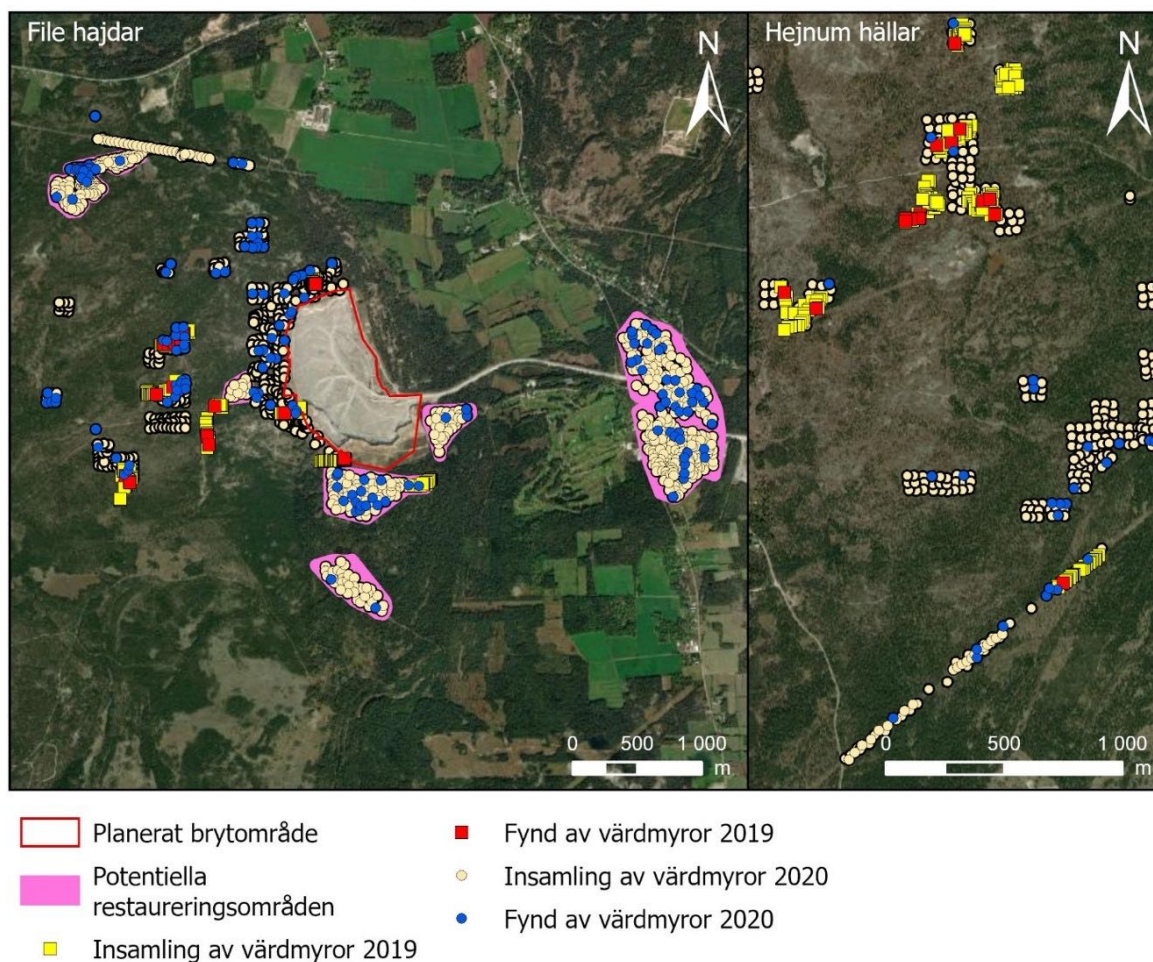 File hajdar
N
0 500 1 000
m
Hejnum hällar
N
0 500 1 000
m
Planerat brytområde
Potentiella
restaureringsområden
Insamling av värdmyror 2019
Fynd av värdmyror 2019
Insamling av värdmyror 2020
Fynd av värdmyror 2020